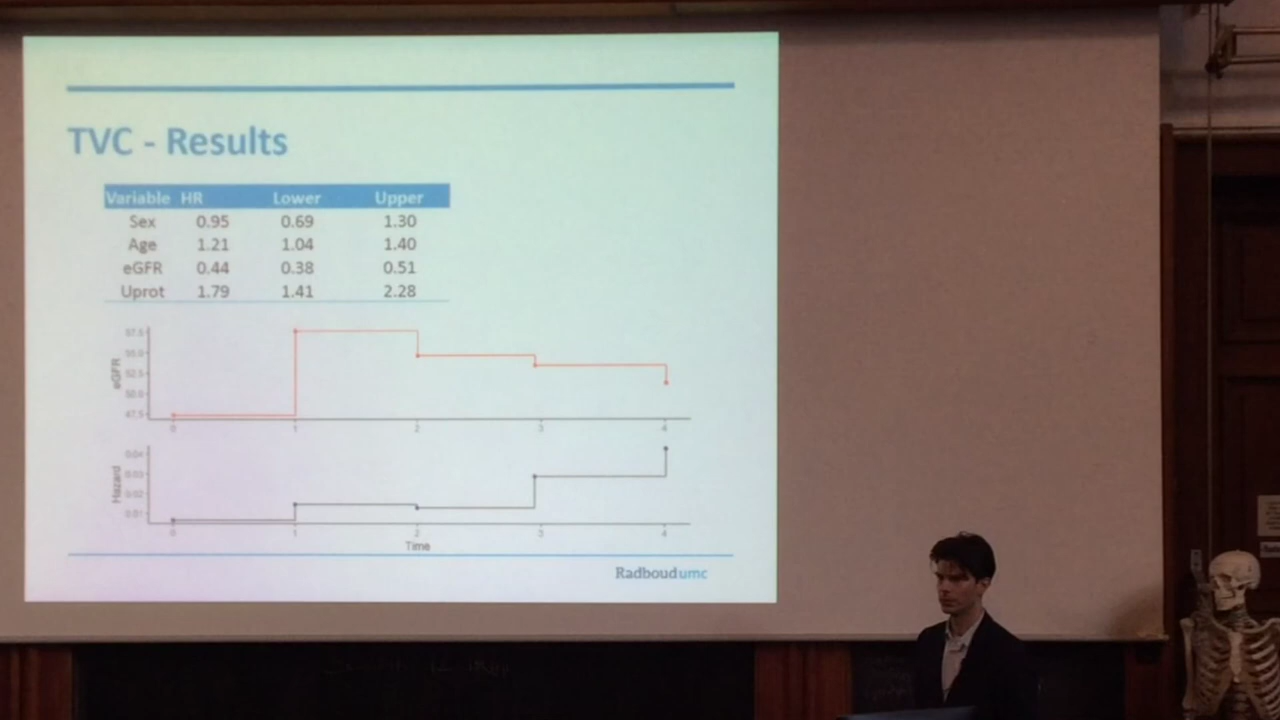 TVC - Results
Variable HR Lower Upper
Sex 0.95 0.69 1.30
Age 1.21 1.04 1.40
eGFR 0.44 0.38 0.51
Uprot 1.79 1.41 2.28
eGFR
57.5
55.0
52.5
50.0
47.5
0 1 2 3 4
Hazard
0.04
0.03
0.02
0.01
0 1 2 3 4
Time
Radboudumc